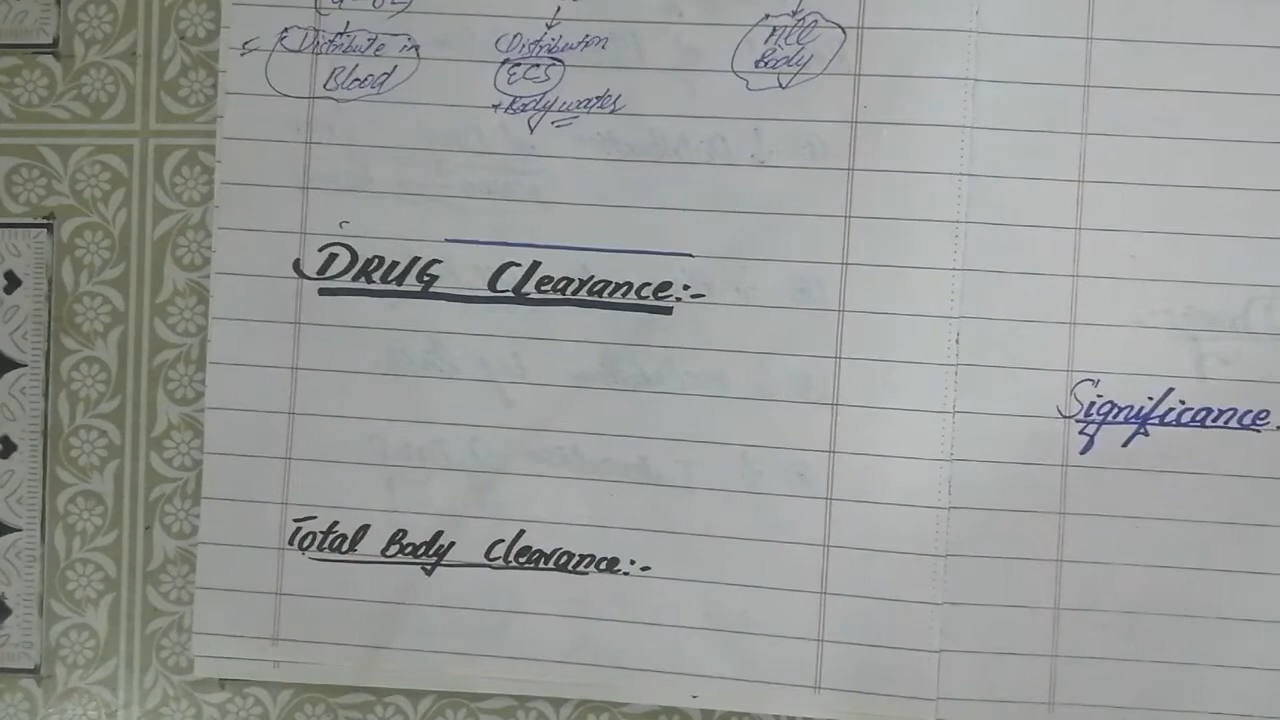 Distribute in
Blood
Distribution
ECS
+ Body water
All
Body
DRUG Clearance:-
Significance
Total Body Clearance:-